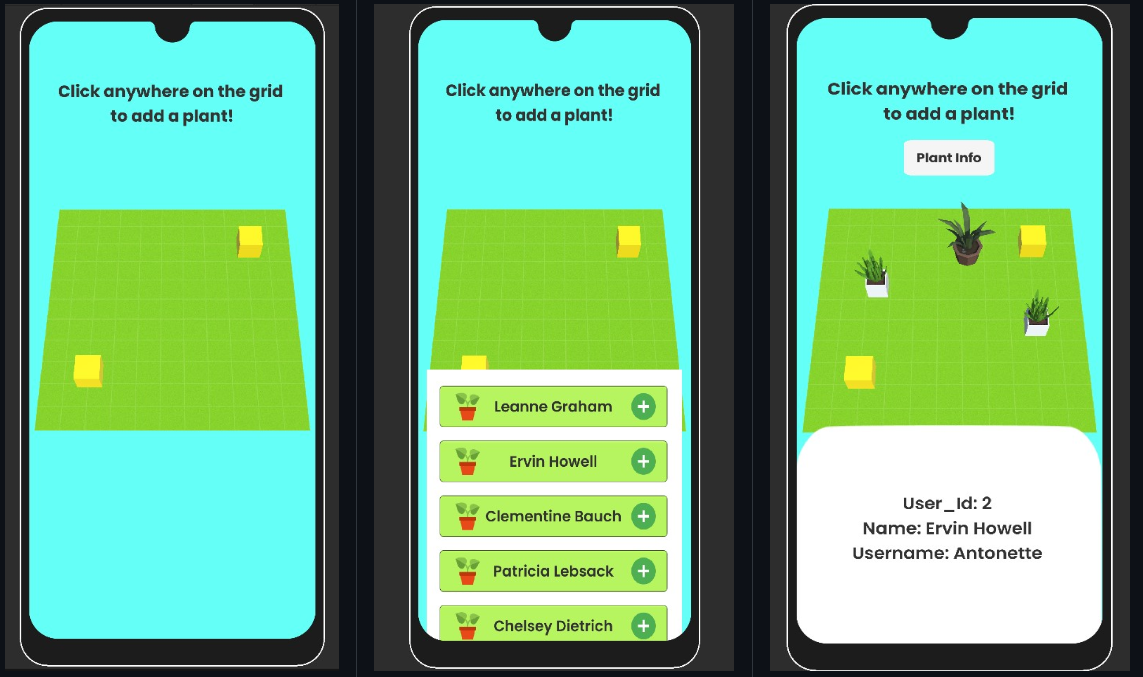 Click anywhere on the grid
to add a plant!
Click anywhere on the grid
to add a plant!
Leanne Graham
Ervin Howell
Clementine Bauch
Patricia Lebsack
Chelsey Dietrich
Click anywhere on the grid
to add a plant!
Plant Info
User_Id: 2
Name: Ervin Howell
Username: Antonette